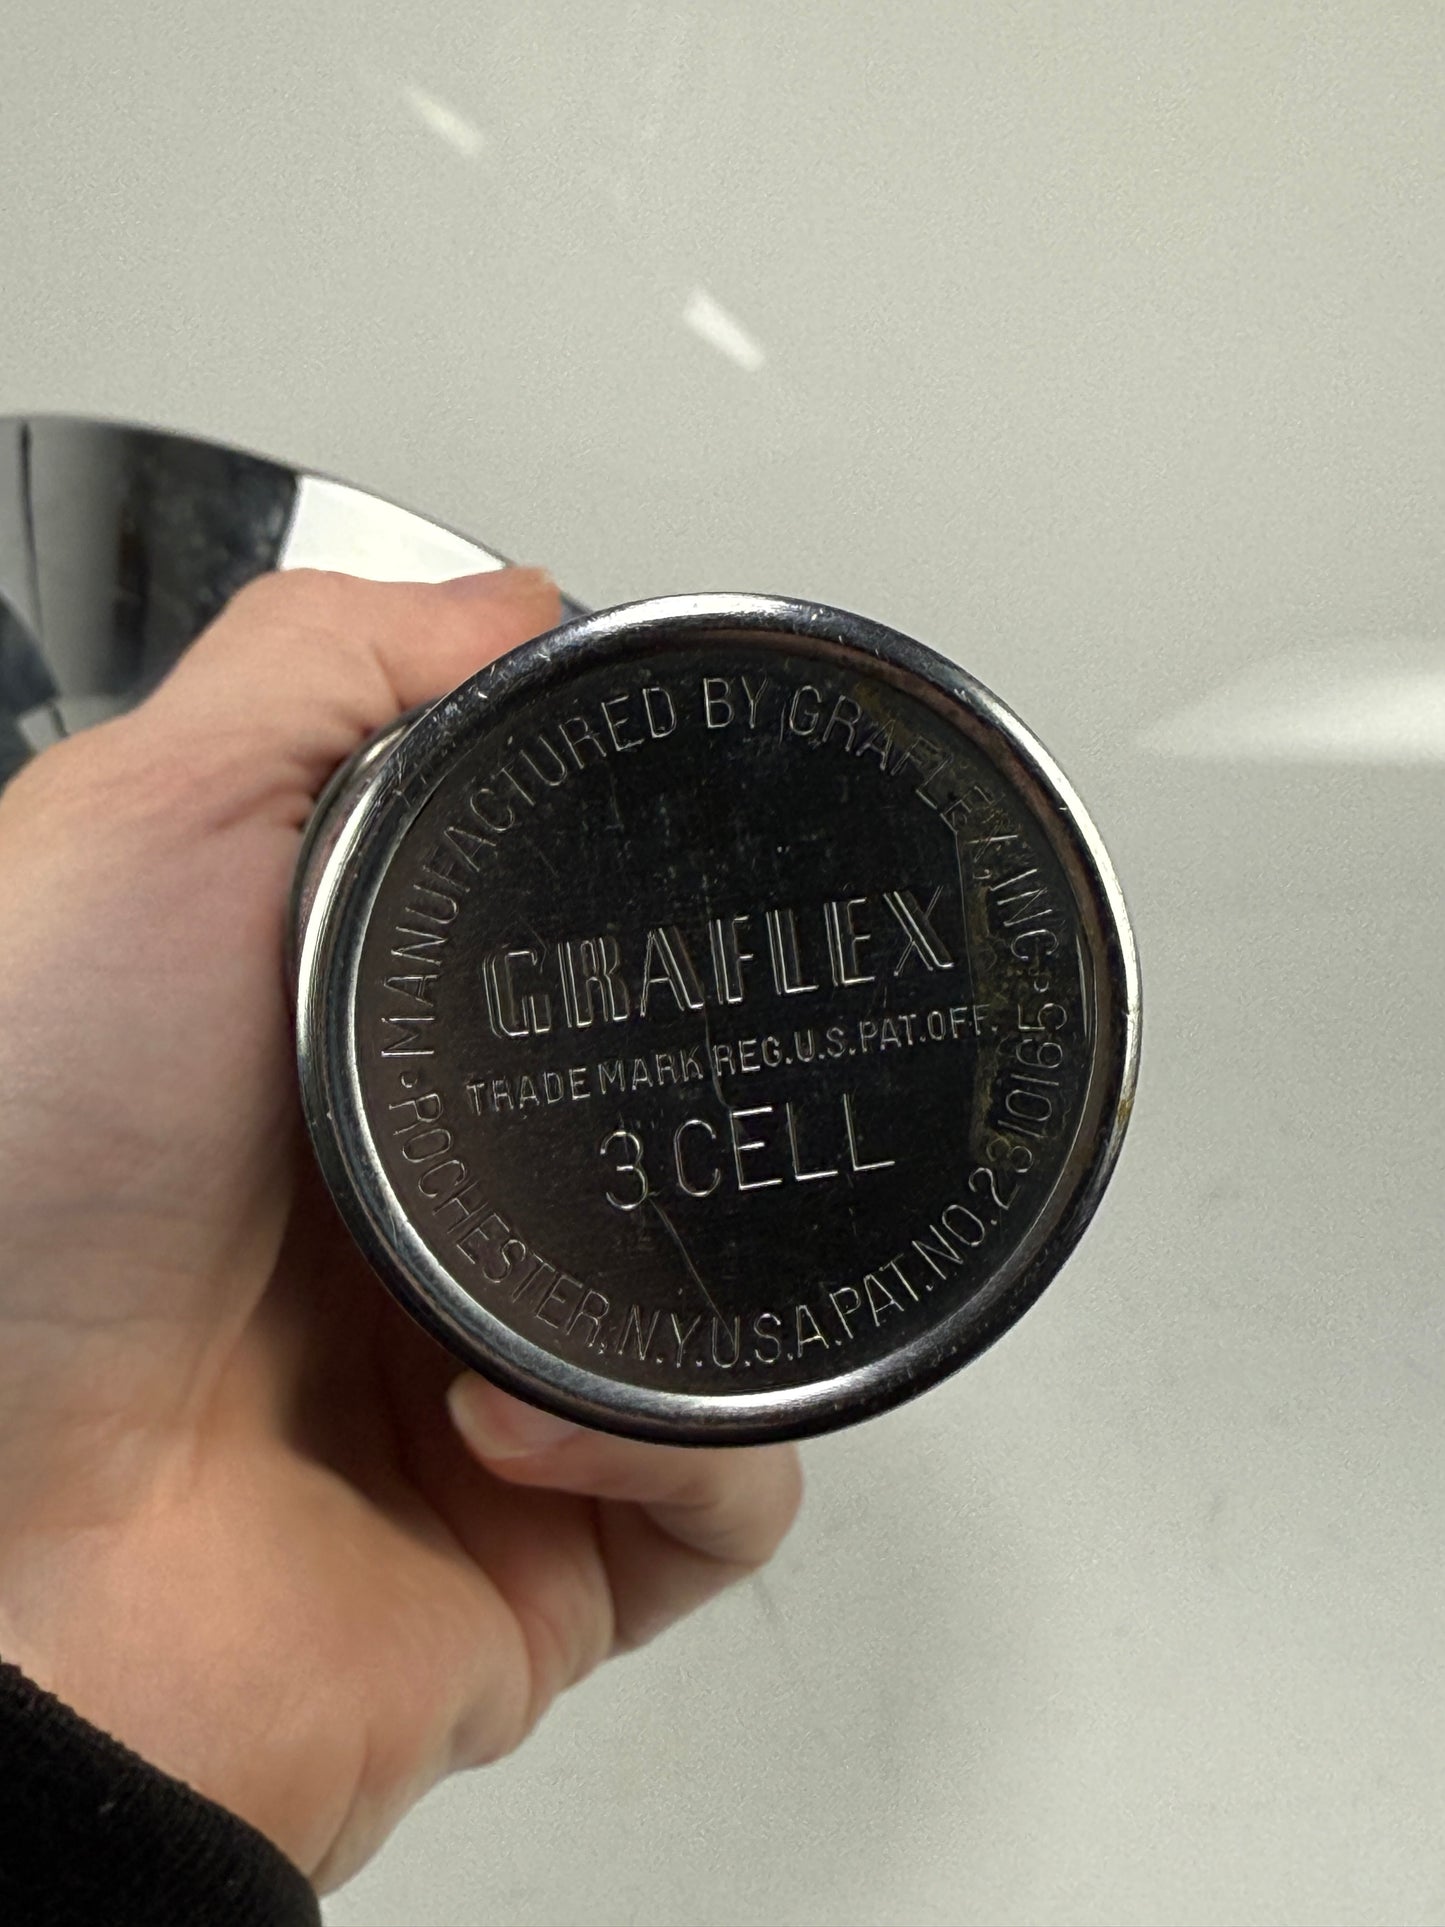 •MANUFACTURED BY GRAFLEX, INC.•
GRAFLEX
TRADE MARK REG. U.S. PAT. OFF.
3 CELL
ROCHESTER, N.Y. U.S.A. PAT. NO. 2310165